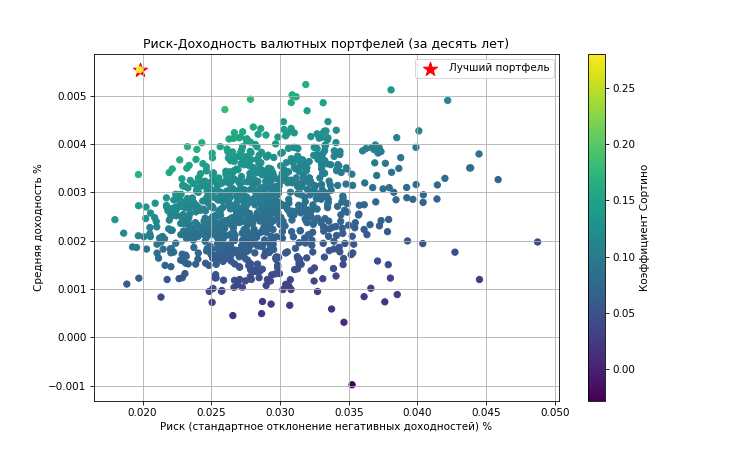 Риск-Доходность валютных портфелей (за десять лет)
Лучший портфель
Средняя доходность %
0.005
0.004
0.003
0.002
0.001
0.000
−0.001
0.020 0.025 0.030 0.035 0.040 0.045 0.050
Риск (стандартное отклонение негативных доходностей) %
0.25
0.20
0.15
0.10
0.05
0.00
Коэффициент Сортино